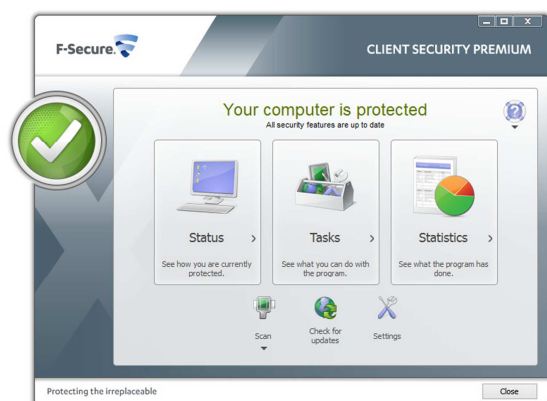 F-Secure.
CLIENT SECURITY PREMIUM
Your computer is protected
All security features are up to date
Status
See how you are currently
protected.
Tasks
See what you can do with
the program.
Statistics
See what the program has
done.
Scan
Check for
updates
Settings
Protecting the irreplaceable
Close